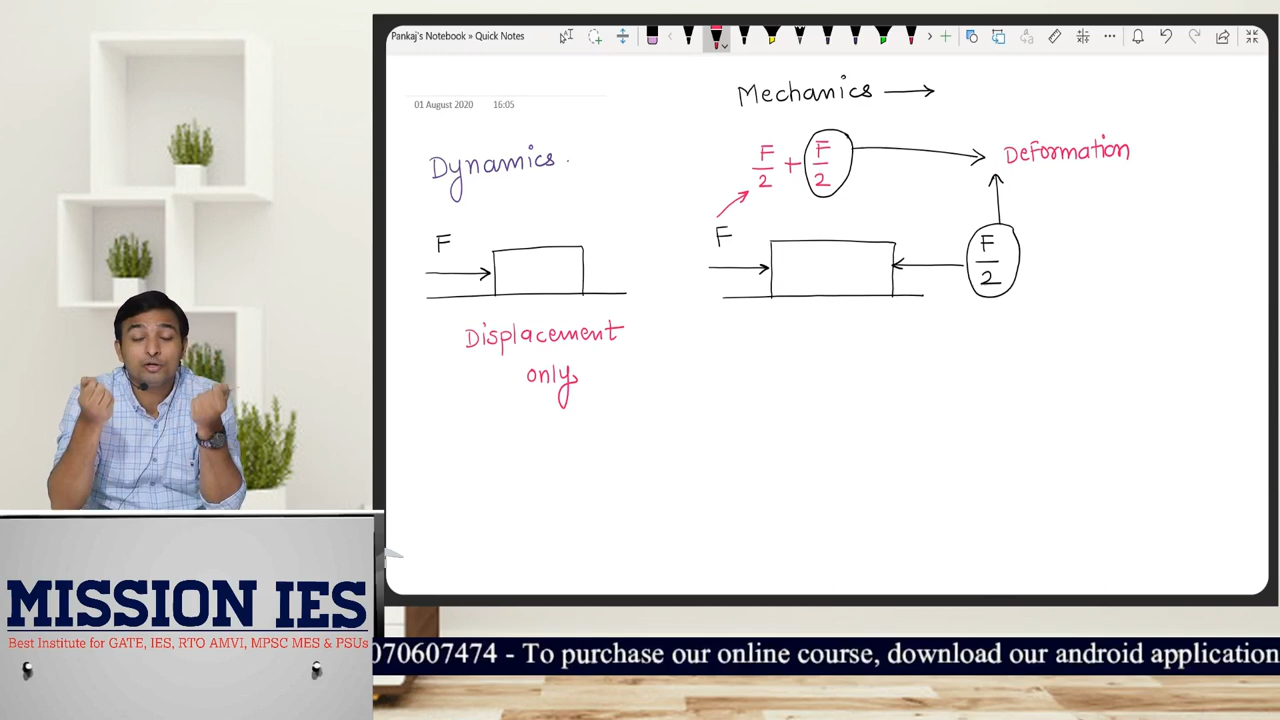 Pankaj's Notebook » Quick Notes
Mechanics →
01 August 2020 16:05
F/2 + F/2 → Deformation
Dynamics.
F
F
F/2
Displacement
only
MISSION IES
Best Institute for GATE, IES, RTO AMVI, MPSC MES & PSUs
070607474 - To purchase our online course, download our android application